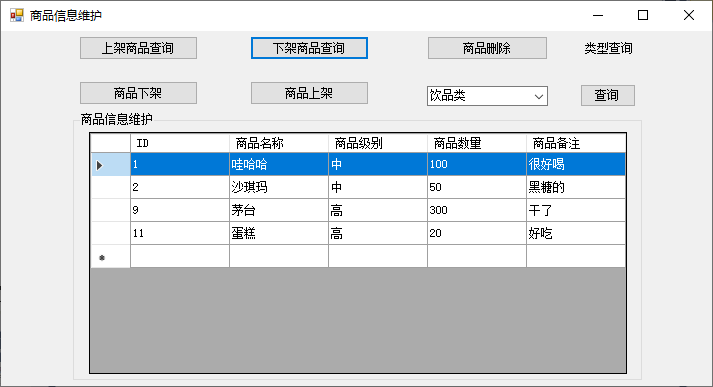 商品信息维护
上架商品查询 下架商品查询 商品删除 类型查询
商品下架 商品上架 饮品类 查询
商品信息维护
ID 商品名称 商品级别 商品数量 商品备注
1 哇哈哈 中 100 很好喝
2 沙琪玛 中 50 黑糖的
9 茅台 高 300 干了
11 蛋糕 高 20 好吃